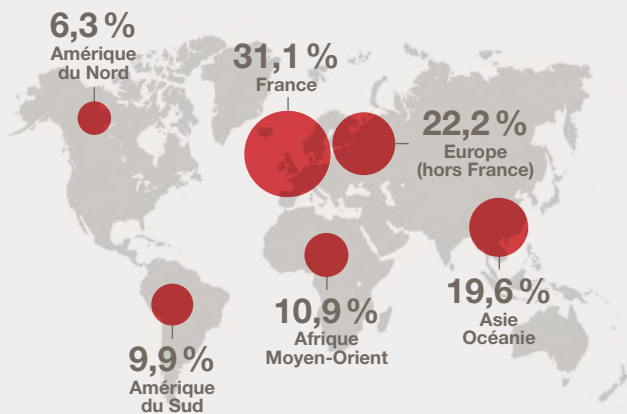 6,3 %
Amérique
du Nord
31,1 %
France
22,2 %
Europe
(hors France)
19,6 %
Asie
Océanie
10,9 %
Afrique
Moyen-Orient
9,9 %
Amérique
du Sud